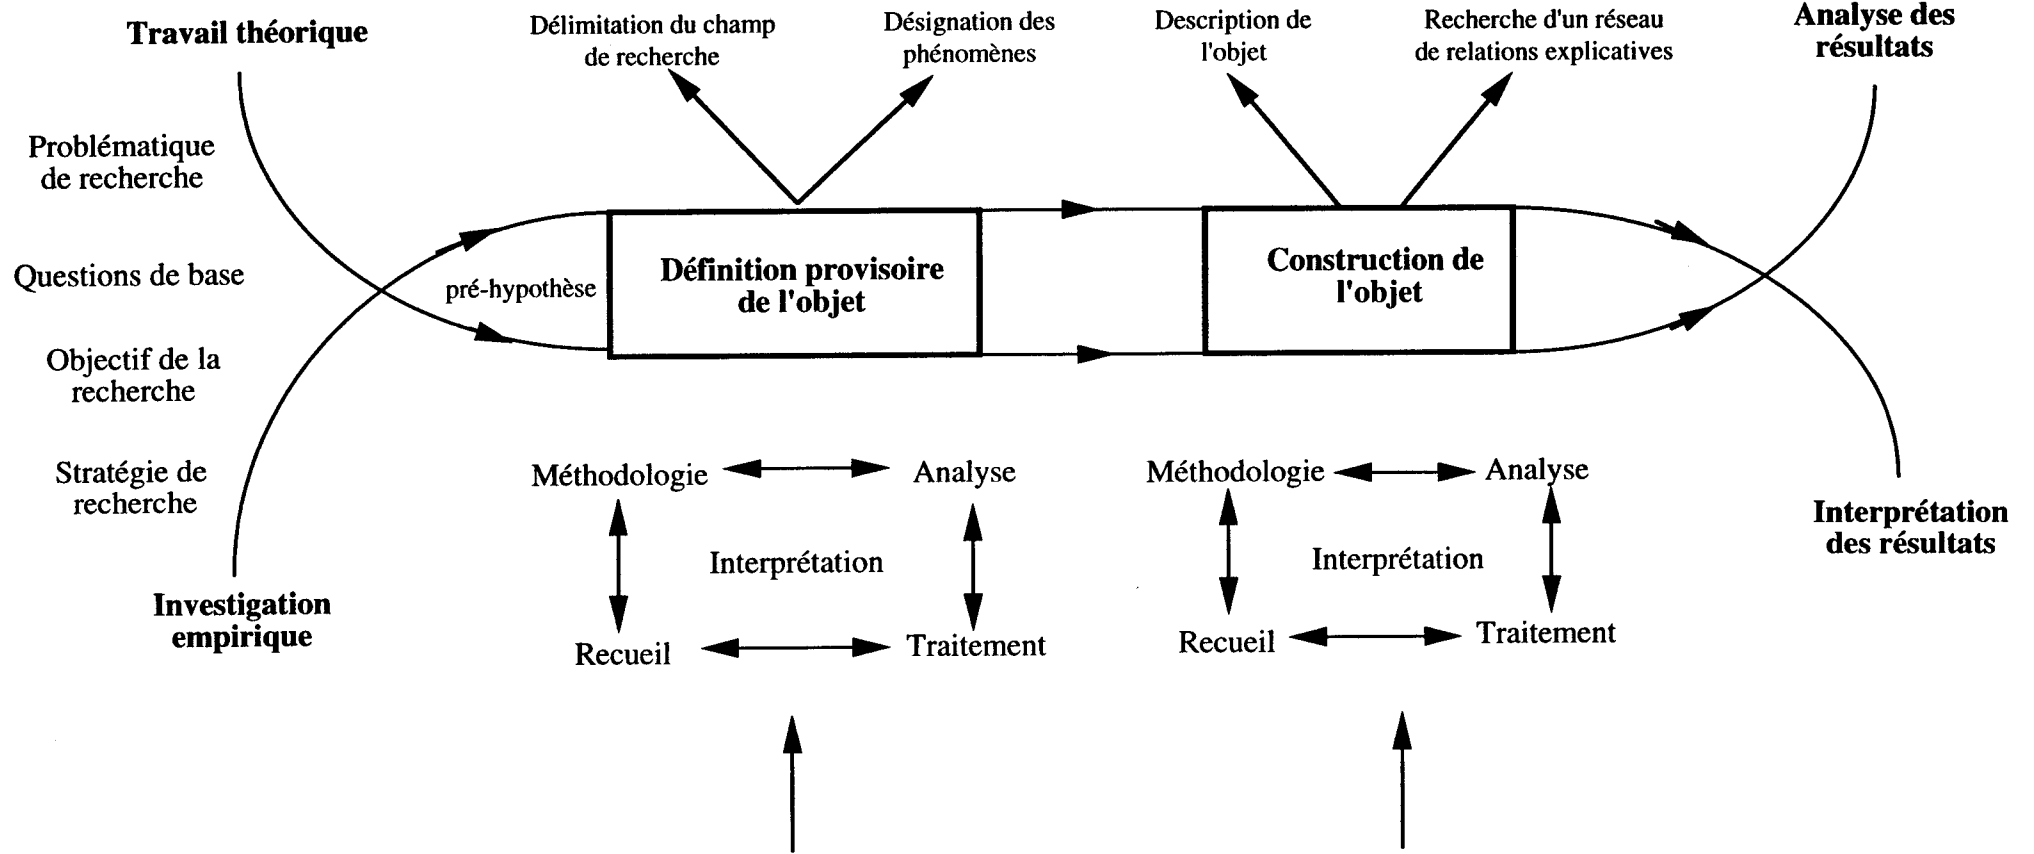 Travail théorique
Délimitation du champ
de recherche
Désignation des
phénomènes
Description de
l'objet
Recherche d'un réseau
de relations explicatives
Analyse des
résultats
Problématique
de recherche
Questions de base
Objectif de la
recherche
Stratégie de
recherche
pré-hypothèse
Définition provisoire
de l'objet
Construction de
l'objet
Investigation
empirique
Méthodologie
Analyse
Interprétation
Recueil
Traitement
Méthodologie
Analyse
Interprétation
Recueil
Traitement
Interprétation
des résultats